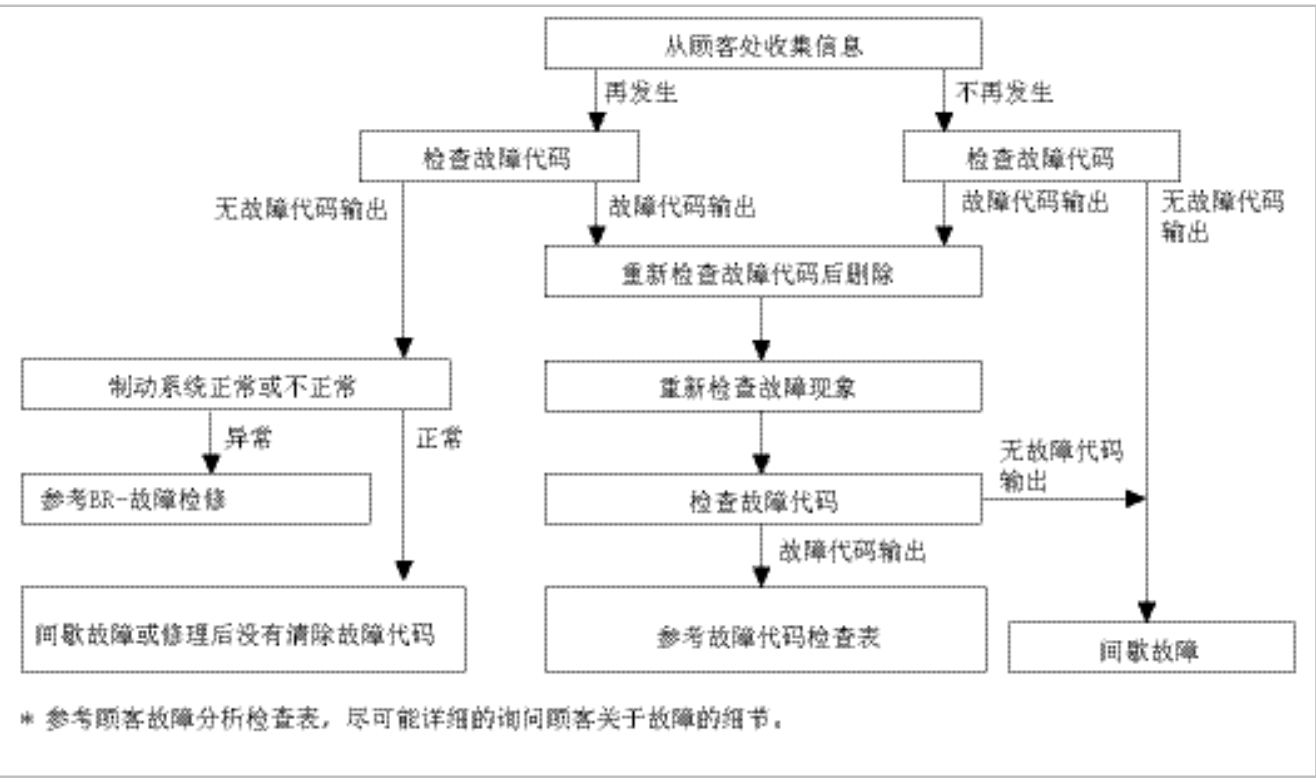 从顾客处收集信息
再发生
不再发生
检查故障代码
检查故障代码
无故障代码输出
故障代码输出
故障代码输出
无故障代码
输出
重新检查故障代码后删除
制动系统正常或不正常
重新检查故障现象
异常
正常
无故障代码
输出
参考BR-故障检修
检查故障代码
故障代码输出
间歇故障或修理后没有清除故障代码
参考故障代码检查表
间歇故障
* 参考顾客故障分析检查表，尽可能详细的询问顾客关于故障的细节。